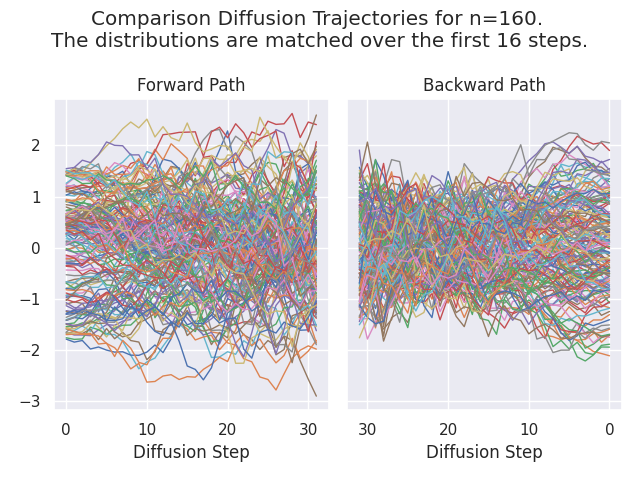 Comparison Diffusion Trajectories for n=160.
The distributions are matched over the first 16 steps.
Forward Path
Backward Path
2
1
0
−1
−2
−3
0 10 20 30
30 20 10 0
Diffusion Step
Diffusion Step